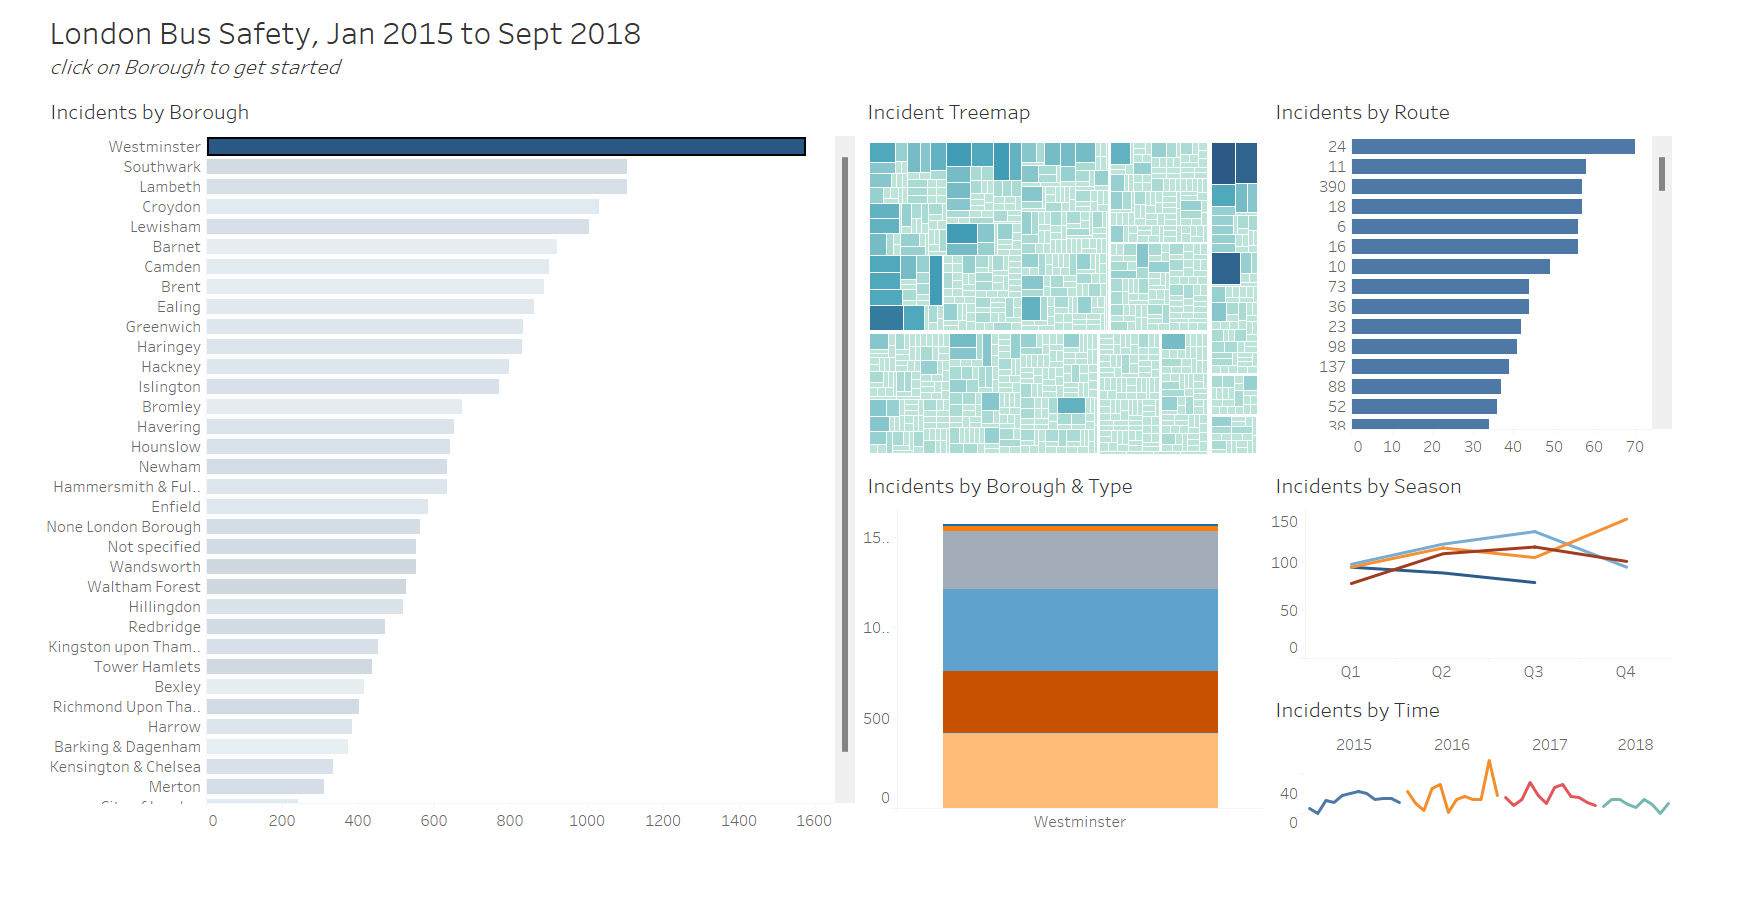 London Bus Safety, Jan 2015 to Sept 2018
click on Borough to get started
Incidents by Borough
Westminster
Southwark
Lambeth
Croydon
Lewisham
Barnet
Camden
Brent
Ealing
Greenwich
Haringey
Hackney
Islington
Bromley
Havering
Hounslow
Newham
Hammersmith & Ful..
Enfield
None London Borough
Not specified
Wandsworth
Waltham Forest
Hillingdon
Redbridge
Kingston upon Tham..
Tower Hamlets
Bexley
Richmond Upon Tha..
Harrow
Barking & Dagenham
Kensington & Chelsea
Merton
0 200 400 600 800 1000 1200 1400 1600
Incident Treemap
Incidents by Route
24
11
390
18
6
16
10
73
36
23
98
137
88
52
38
0 10 20 30 40 50 60 70
Incidents by Borough & Type
15..
10..
500
0
Westminster
Incidents by Season
150
100
50
0
Q1 Q2 Q3 Q4
Incidents by Time
2015 2016 2017 2018
40
0